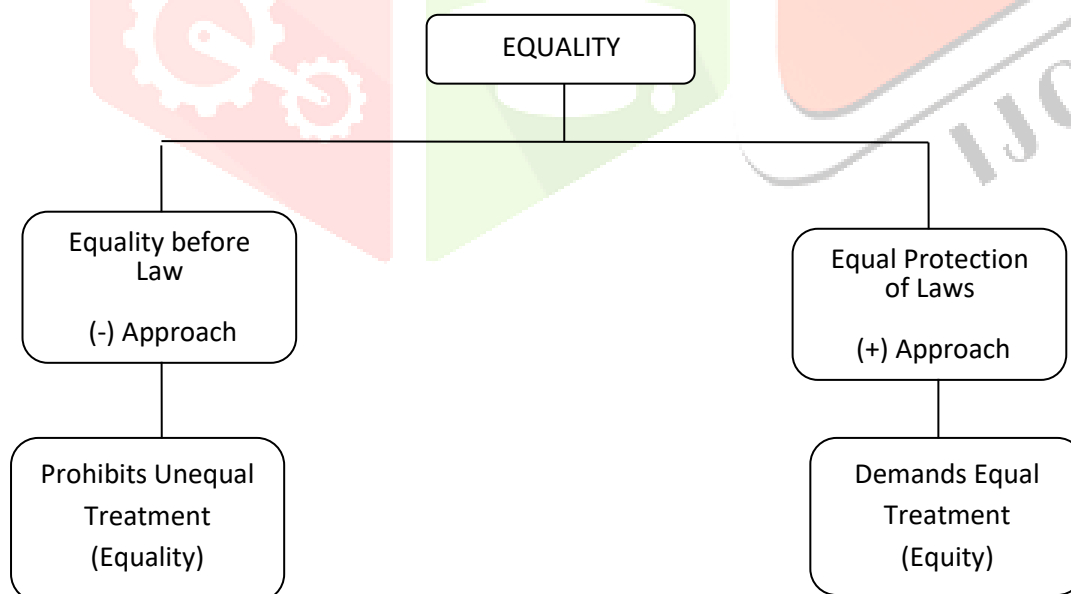 EQUALITY
Equality before
Law
(-) Approach
Equal Protection
of Laws
(+) Approach
Prohibits Unequal
Treatment
(Equality)
Demands Equal
Treatment
(Equity)